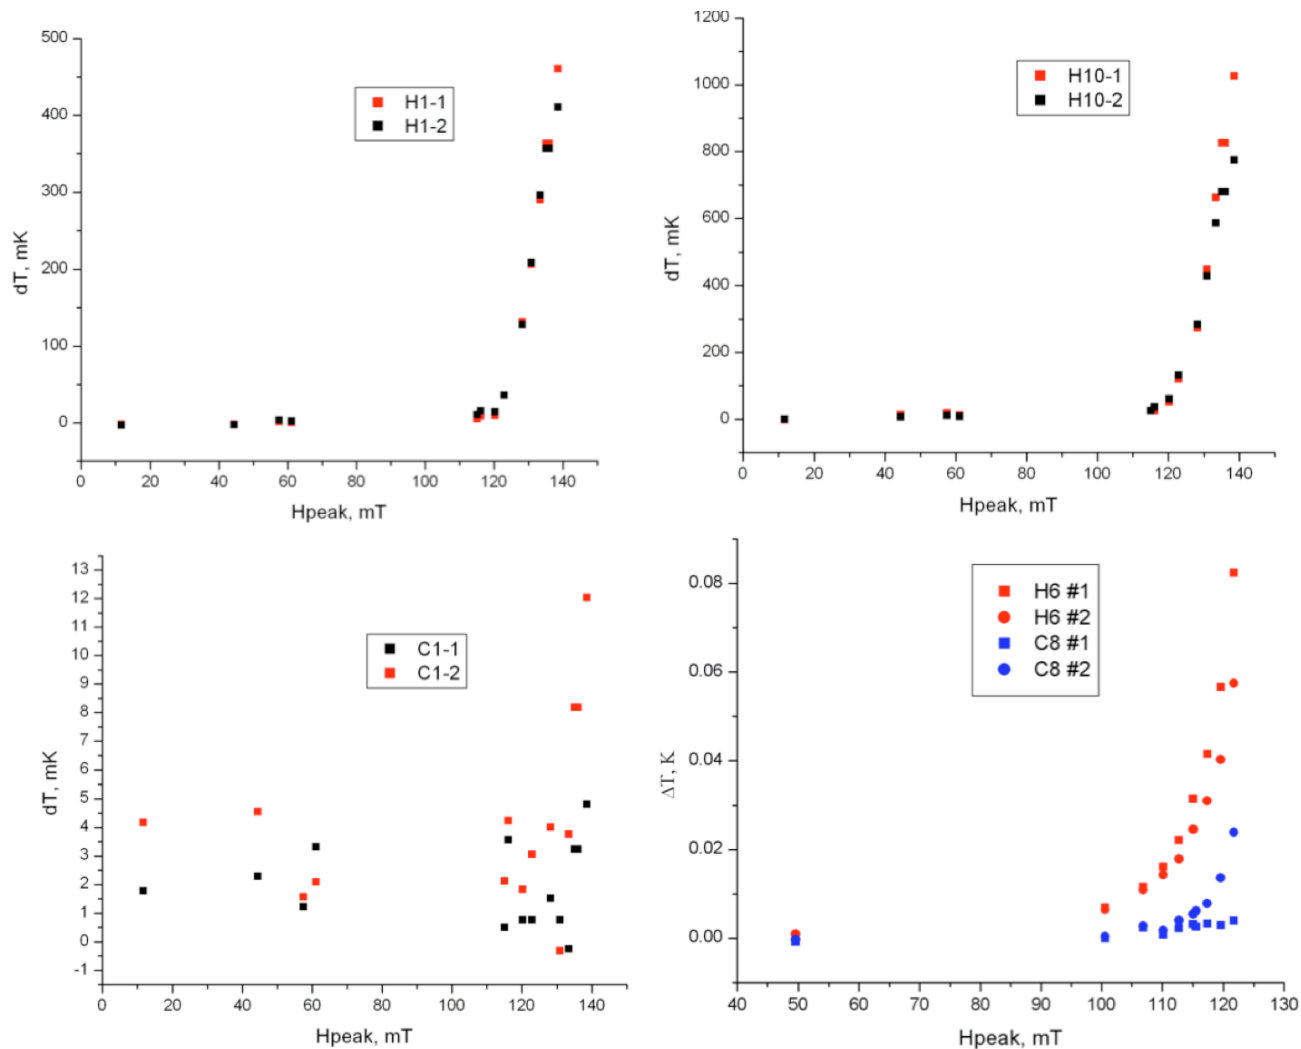 500
400
300
200
100
0
dT, mK
H1-1
H1-2
0 20 40 60 80 100 120 140
Hpeak, mT
1200
1000
800
600
400
200
0
dT, mK
H10-1
H10-2
0 20 40 60 80 100 120 140
Hpeak, mT
13
12
11
10
9
8
7
6
5
4
3
2
1
0
-1
dT, mK
C1-1
C1-2
0 20 40 60 80 100 120 140
Hpeak, mT
0.08
0.06
0.04
0.02
0.00
ΔT, K
H6 #1
H6 #2
C8 #1
C8 #2
40 50 60 70 80 90 100 110 120 130
Hpeak, mT